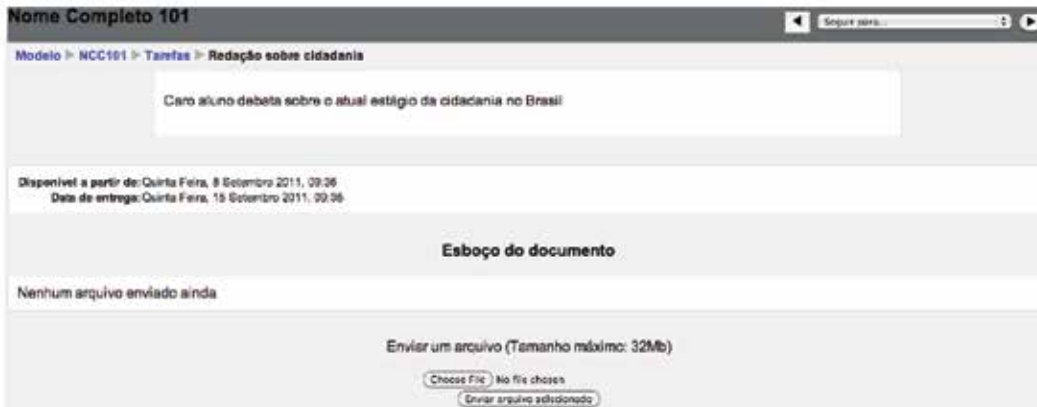 Nome Completo 101
Seguir para...
Modelo ► NCC101 ► Tarefas ► Redação sobre cidadania
Caro aluno debata sobre o atual estágio da cidadania no Brasil
Disponível a partir de: Quinta Feira, 8 Setembro 2011, 09:36
Data de entrega: Quinta Feira, 15 Setembro 2011, 09:36
Esboço do documento
Nenhum arquivo enviado ainda
Enviar um arquivo (Tamanho máximo: 32Mb)
Choose File No file chosen
Enviar arquivo selecionado